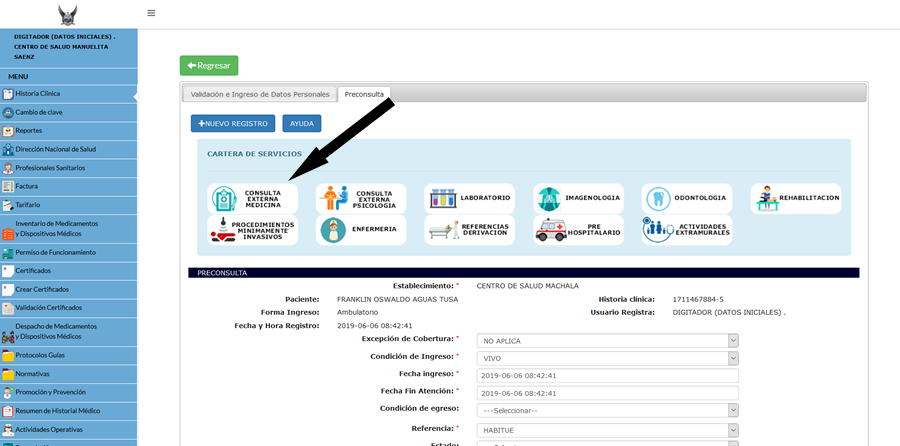 DIGITADOR (DATOS INICIALES) .
CENTRO DE SALUD MANUELITA
SAENZ
MENU
Historia Clínica
Cambio de clave
Reportes
Dirección Nacional de Salud
Profesionales Sanitarios
Factura
Tarifario
Inventario de Medicamentos
y Dispositivos Médicos
Permiso de Funcionamiento
Certificados
Crear Certificados
Validación Certificados
Despacho de Medicamentos
y Dispositivos Médicos
Protocolos Guías
Normativas
Promoción y Prevención
Resumen de Historial Médico
Actividades Operativas
Regresar
Validación e Ingreso de Datos Personales
Preconsulta
+NUEVO REGISTRO
AYUDA
CARTERA DE SERVICIOS
CONSULTA
EXTERNA
MEDICINA
CONSULTA
EXTERNA
PSICOLOGIA
LABORATORIO
IMAGENOLOGIA
ODONTOLOGIA
REHABILITACION
PROCEDIMIENTOS
MINIMAMENTE
INVASIVOS
ENFERMERIA
REFERENCIAS
DERIVACION
PRE
HOSPITALARIO
ACTIVIDADES
EXTRAMURALES
PRECONSULTA
Establecimiento: * CENTRO DE SALUD MACHALA
Paciente: FRANKLIN OSWALDO AGUAS TUSA Historia clínica: 1711467884-5
Forma Ingreso: Ambulatorio Usuario Registra: DIGITADOR (DATOS INICIALES) .
Fecha y Hora Registro: 2019-06-06 08:42:41
Excepción de Cobertura: * NO APLICA
Condición de Ingreso: * VIVO
Fecha ingreso: * 2019-06-06 08:42:41
Fecha Fin Atención: * 2019-06-06 08:42:41
Condición de egreso: ---Seleccionar--
Referencia: * HABITUE